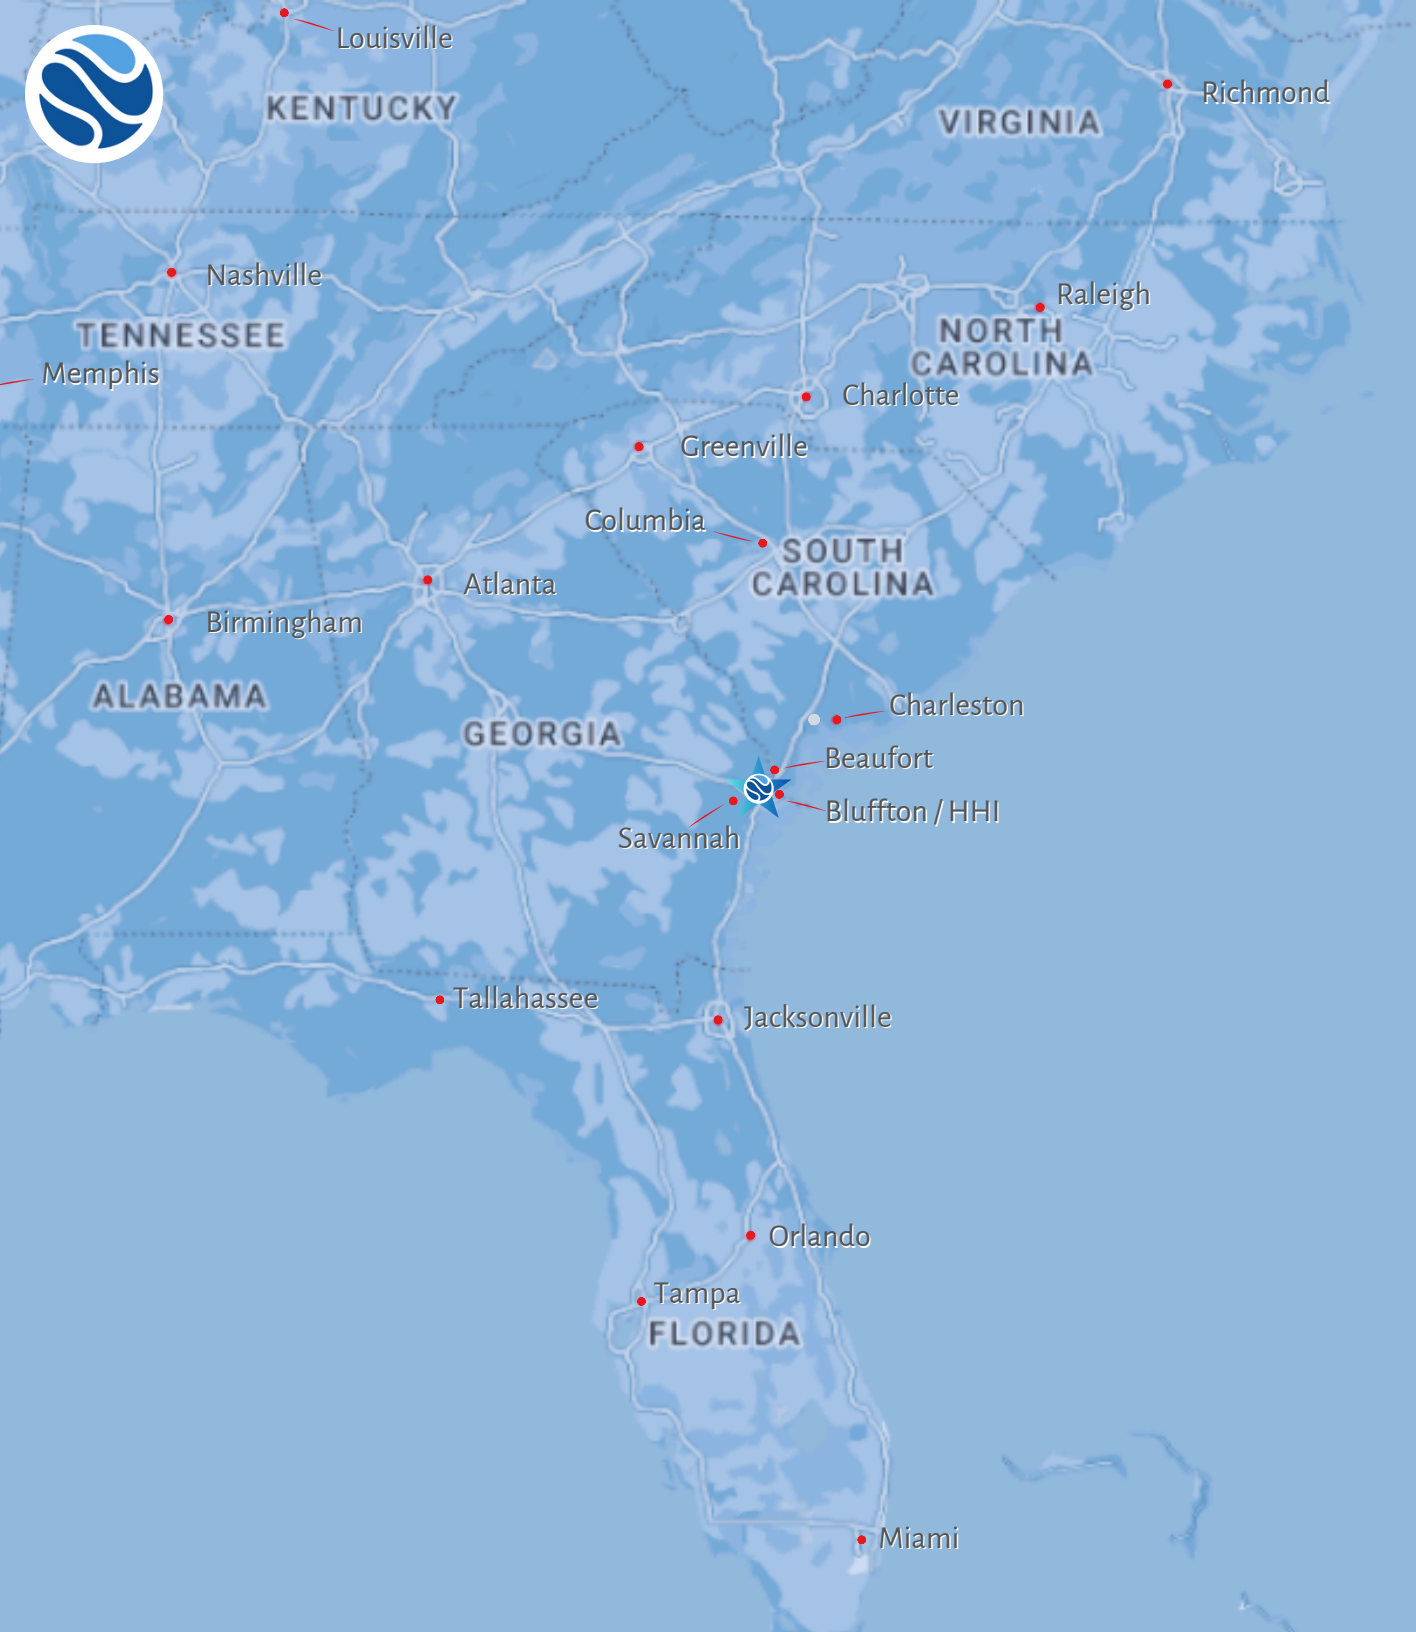 Louisville
KENTUCKY
Richmond
VIRGINIA
Nashville
Raleigh
TENNESSEE
NORTH
CAROLINA
Memphis
Charlotte
Greenville
Columbia
SOUTH
CAROLINA
Atlanta
Birmingham
ALABAMA
Charleston
GEORGIA
Beaufort
Bluffton / HHI
Savannah
Tallahassee
Jacksonville
Orlando
Tampa
FLORIDA
Miami